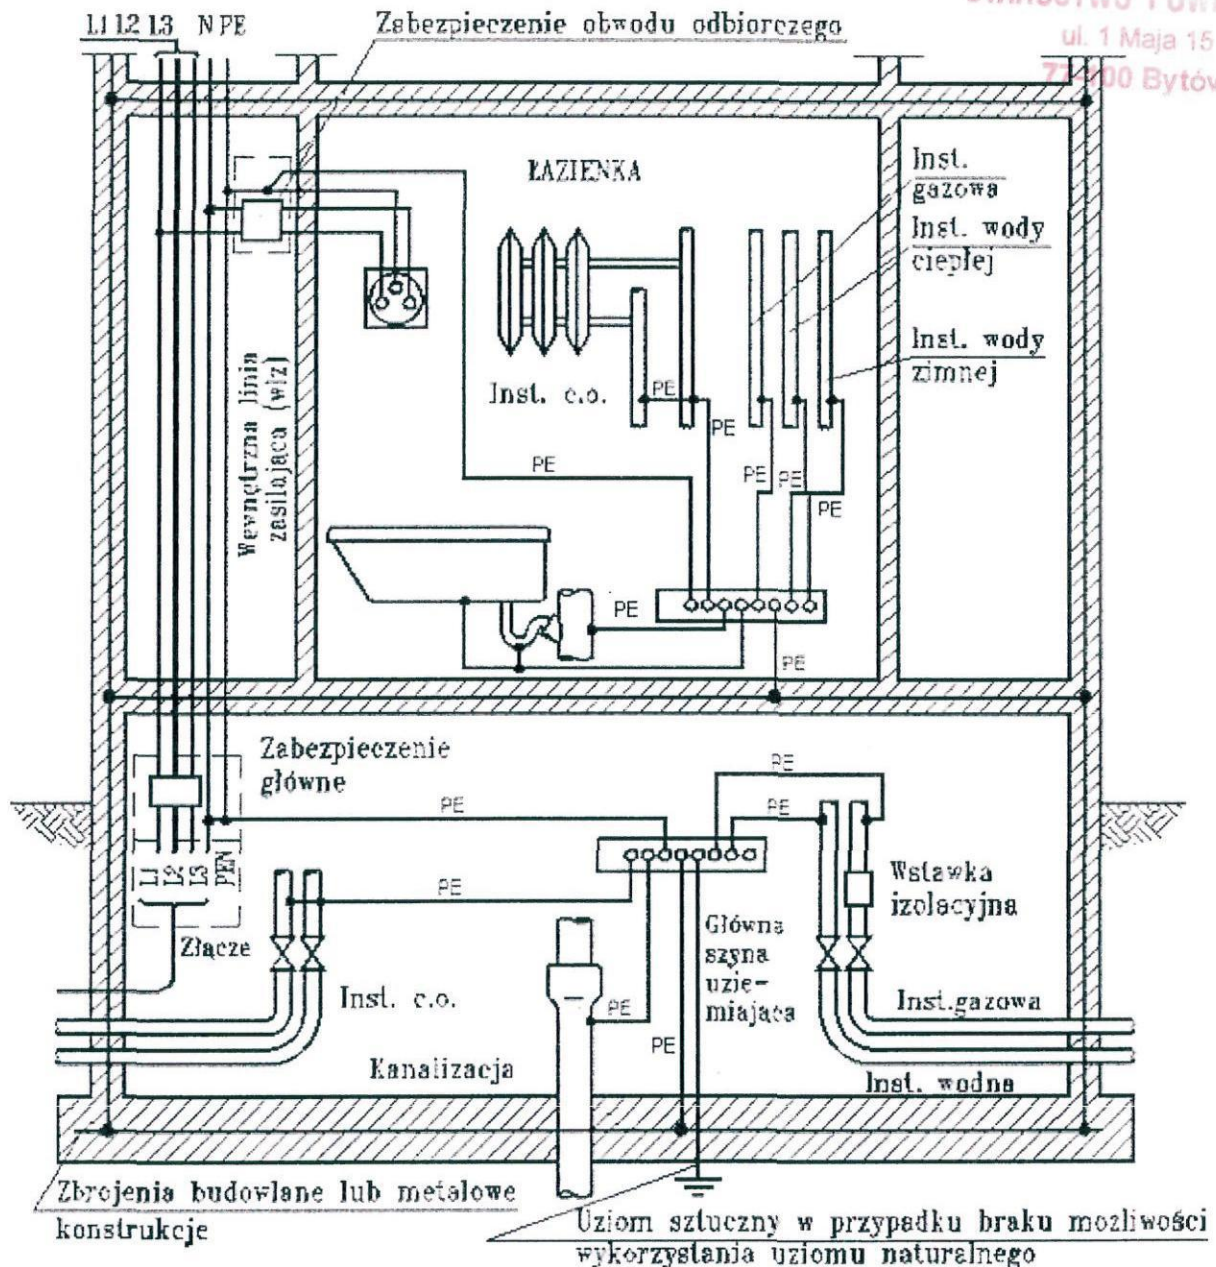 L1 L2 L3 N PE
Zabezpieczenie obwodu odbiorczego
ul. 1 Maja 15
77-100 Bytów
ŁAZIENKA
Inst.
gazowa
Inst. wody
ciepłej
Inst. wody
zimnej
Inst. c.o.
PE
PE
PE
PE
PE
PE
Wewnętrzna linia
zasilająca (wlz)
PE
PE
Zabezpieczenie
główne
PE
PE
PE
L1
L2
L3
PEN
Złącze
PE
Wstawka
izolacyjna
Główna
szyna
uzie-
miająca
Inst. c.o.
PE
PE
Inst.gazowa
Kanalizacja
Inst. wodna
Zbrojenia budowlane lub metalowe
konstrukcje
Uziom sztuczny w przypadku braku możliwości
wykorzystania uziomu naturalnego